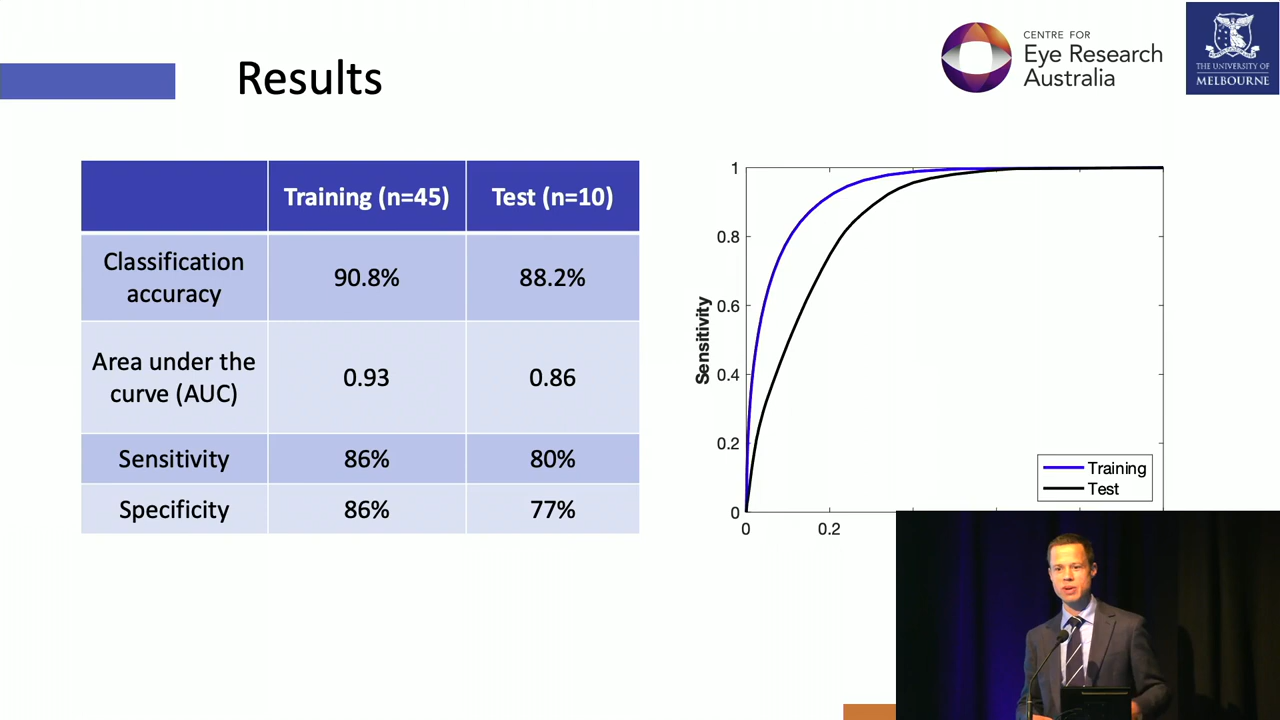 Results
CENTRE FOR
Eye Research
Australia
THE UNIVERSITY OF
MELBOURNE
Training (n=45)
Test (n=10)
Classification
accuracy
90.8%
88.2%
Area under the
curve (AUC)
0.93
0.86
Sensitivity
86%
80%
Specificity
86%
77%
1
0.8
0.6
0.4
0.2
0
Sensitivity
0
0.2
Training
Test